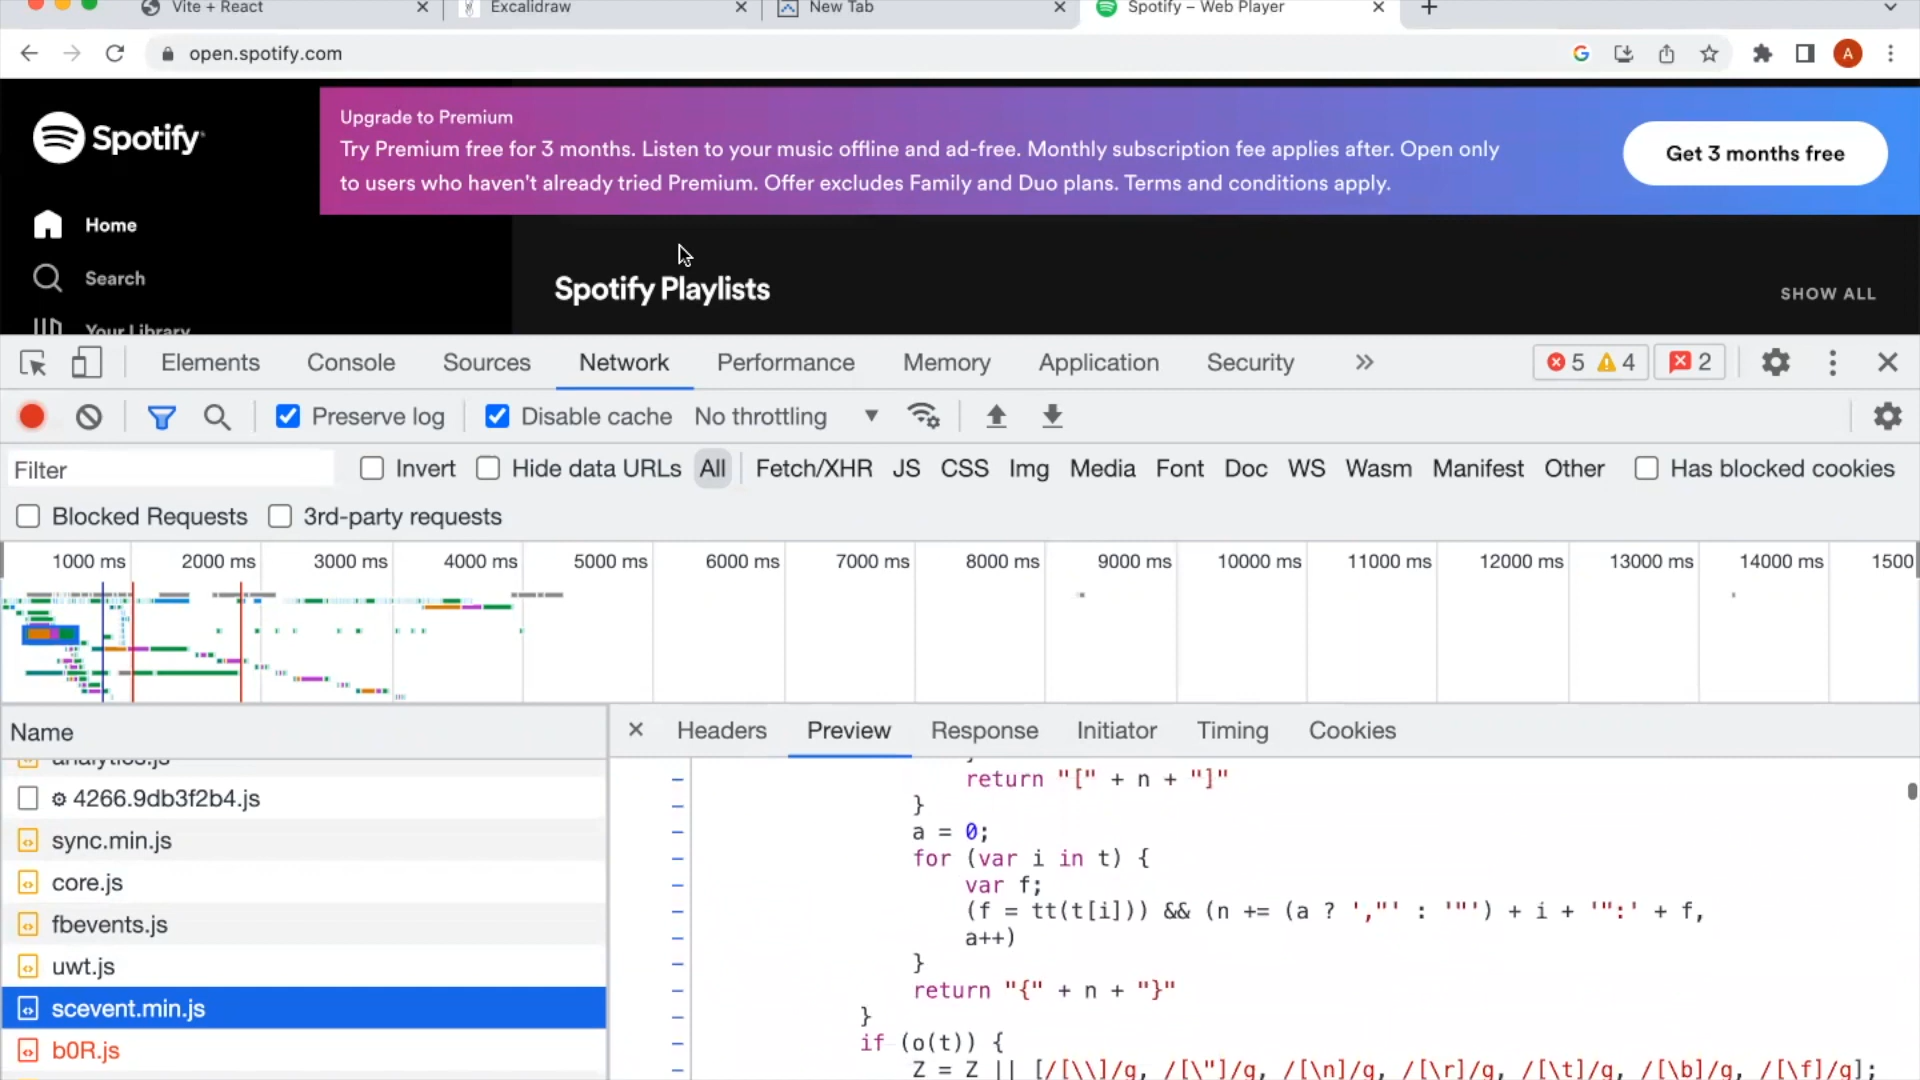 Vite + React
Excalidraw
New Tab
Spotify – Web Player
open.spotify.com
A
Spotify
Upgrade to Premium
Try Premium free for 3 months. Listen to your music offline and ad-free. Monthly subscription fee applies after. Open only
to users who haven't already tried Premium. Offer excludes Family and Duo plans. Terms and conditions apply.
Get 3 months free
Home
Search
Your Library
Spotify Playlists
SHOW ALL
Elements Console Sources Network Performance Memory Application Security » 5 4 2
Preserve log Disable cache No throttling
Filter Invert Hide data URLs All Fetch/XHR JS CSS Img Media Font Doc WS Wasm Manifest Other Has blocked cookies
Blocked Requests 3rd-party requests
1000 ms 2000 ms 3000 ms 4000 ms 5000 ms 6000 ms 7000 ms 8000 ms 9000 ms 10000 ms 11000 ms 12000 ms 13000 ms 14000 ms 1500
Name
Headers Preview Response Initiator Timing Cookies
analytics.js
4266.9db3f2b4.js
sync.min.js
core.js
fbevents.js
uwt.js
scevent.min.js
b0R.js
return "[" + n + "]"
}
a = 0;
for (var i in t) {
var f;
(f = tt(t[i])) && (n += (a ? ',"' : '"') + i + '":' + f,
a++)
}
return "{" + n + "}"
}
if (o(t)) {
Z = Z || [/[\\]/g, /[\"]/g, /[\n]/g, /[\r]/g, /[\t]/g, /[\b]/g, /[\f]/g];